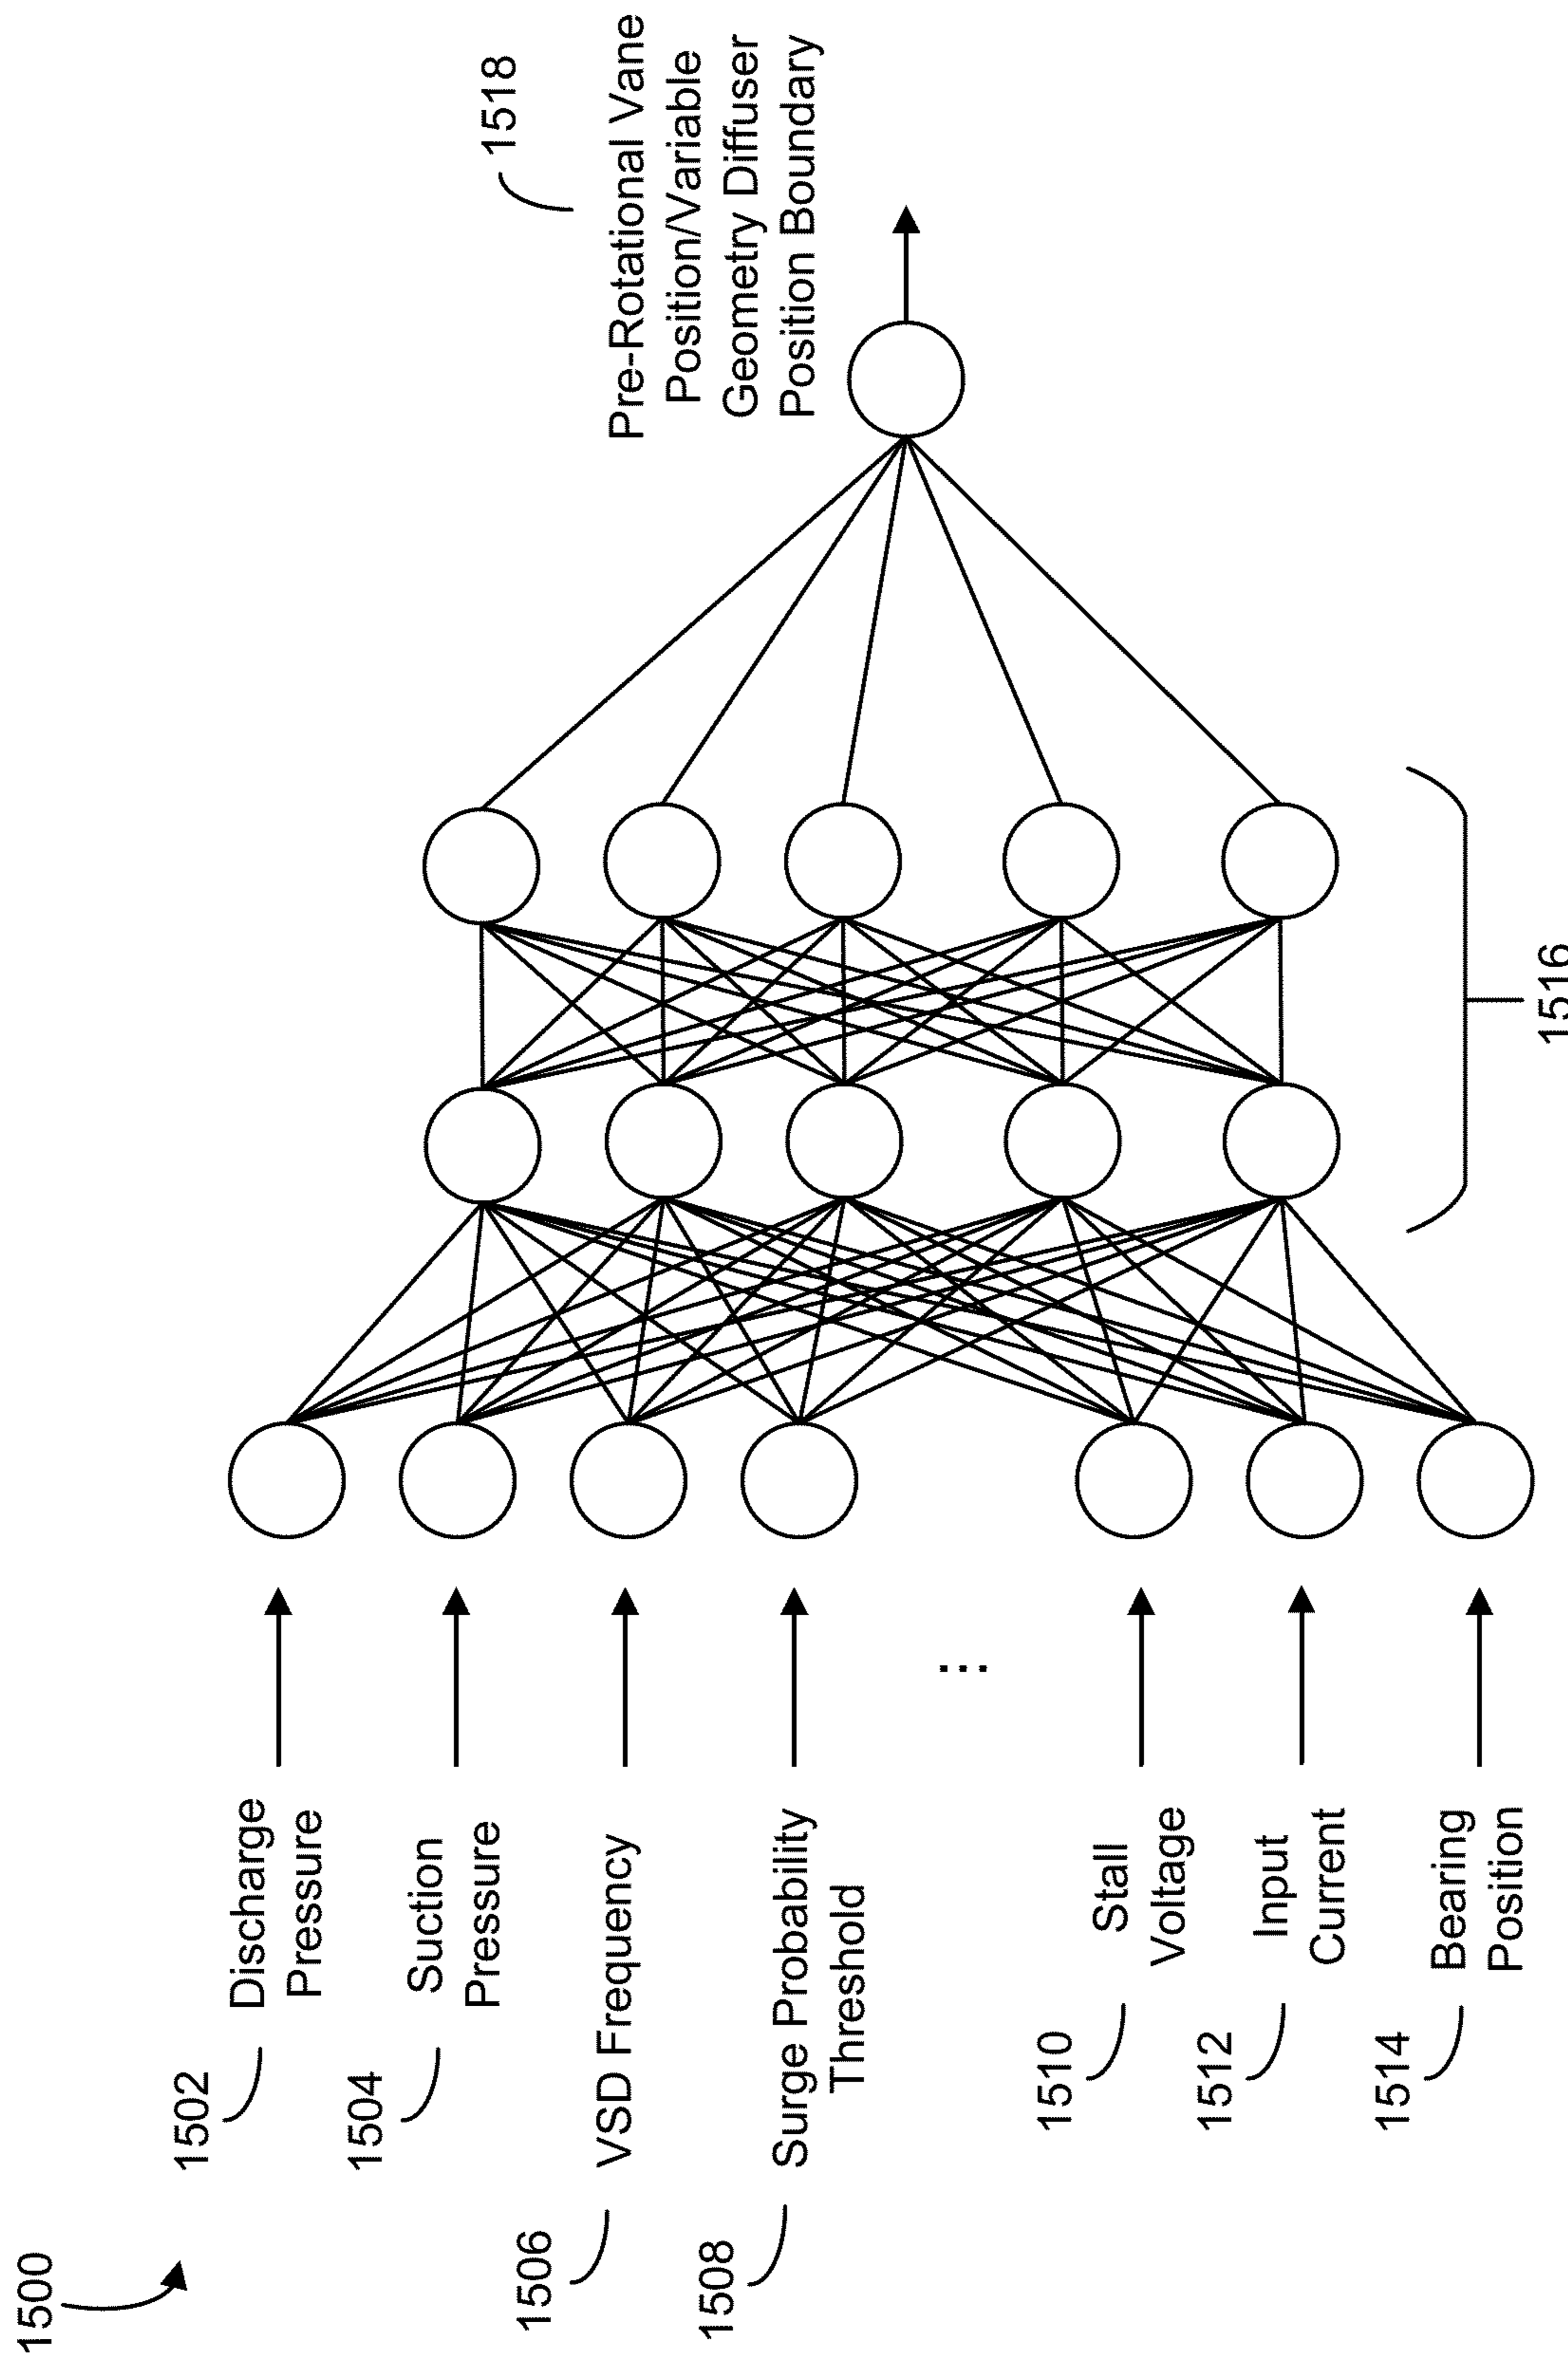 1500
1502
Discharge
Pressure
1504
Suction
Pressure
1506
VSD Frequency
1508
Surge Probability
Threshold
...
1510
Stall
Voltage
1512
Input
Current
1514
Bearing
Position
1516
1518
Pre-Rotational Vane
Position/Variable
Geometry Diffuser
Position Boundary